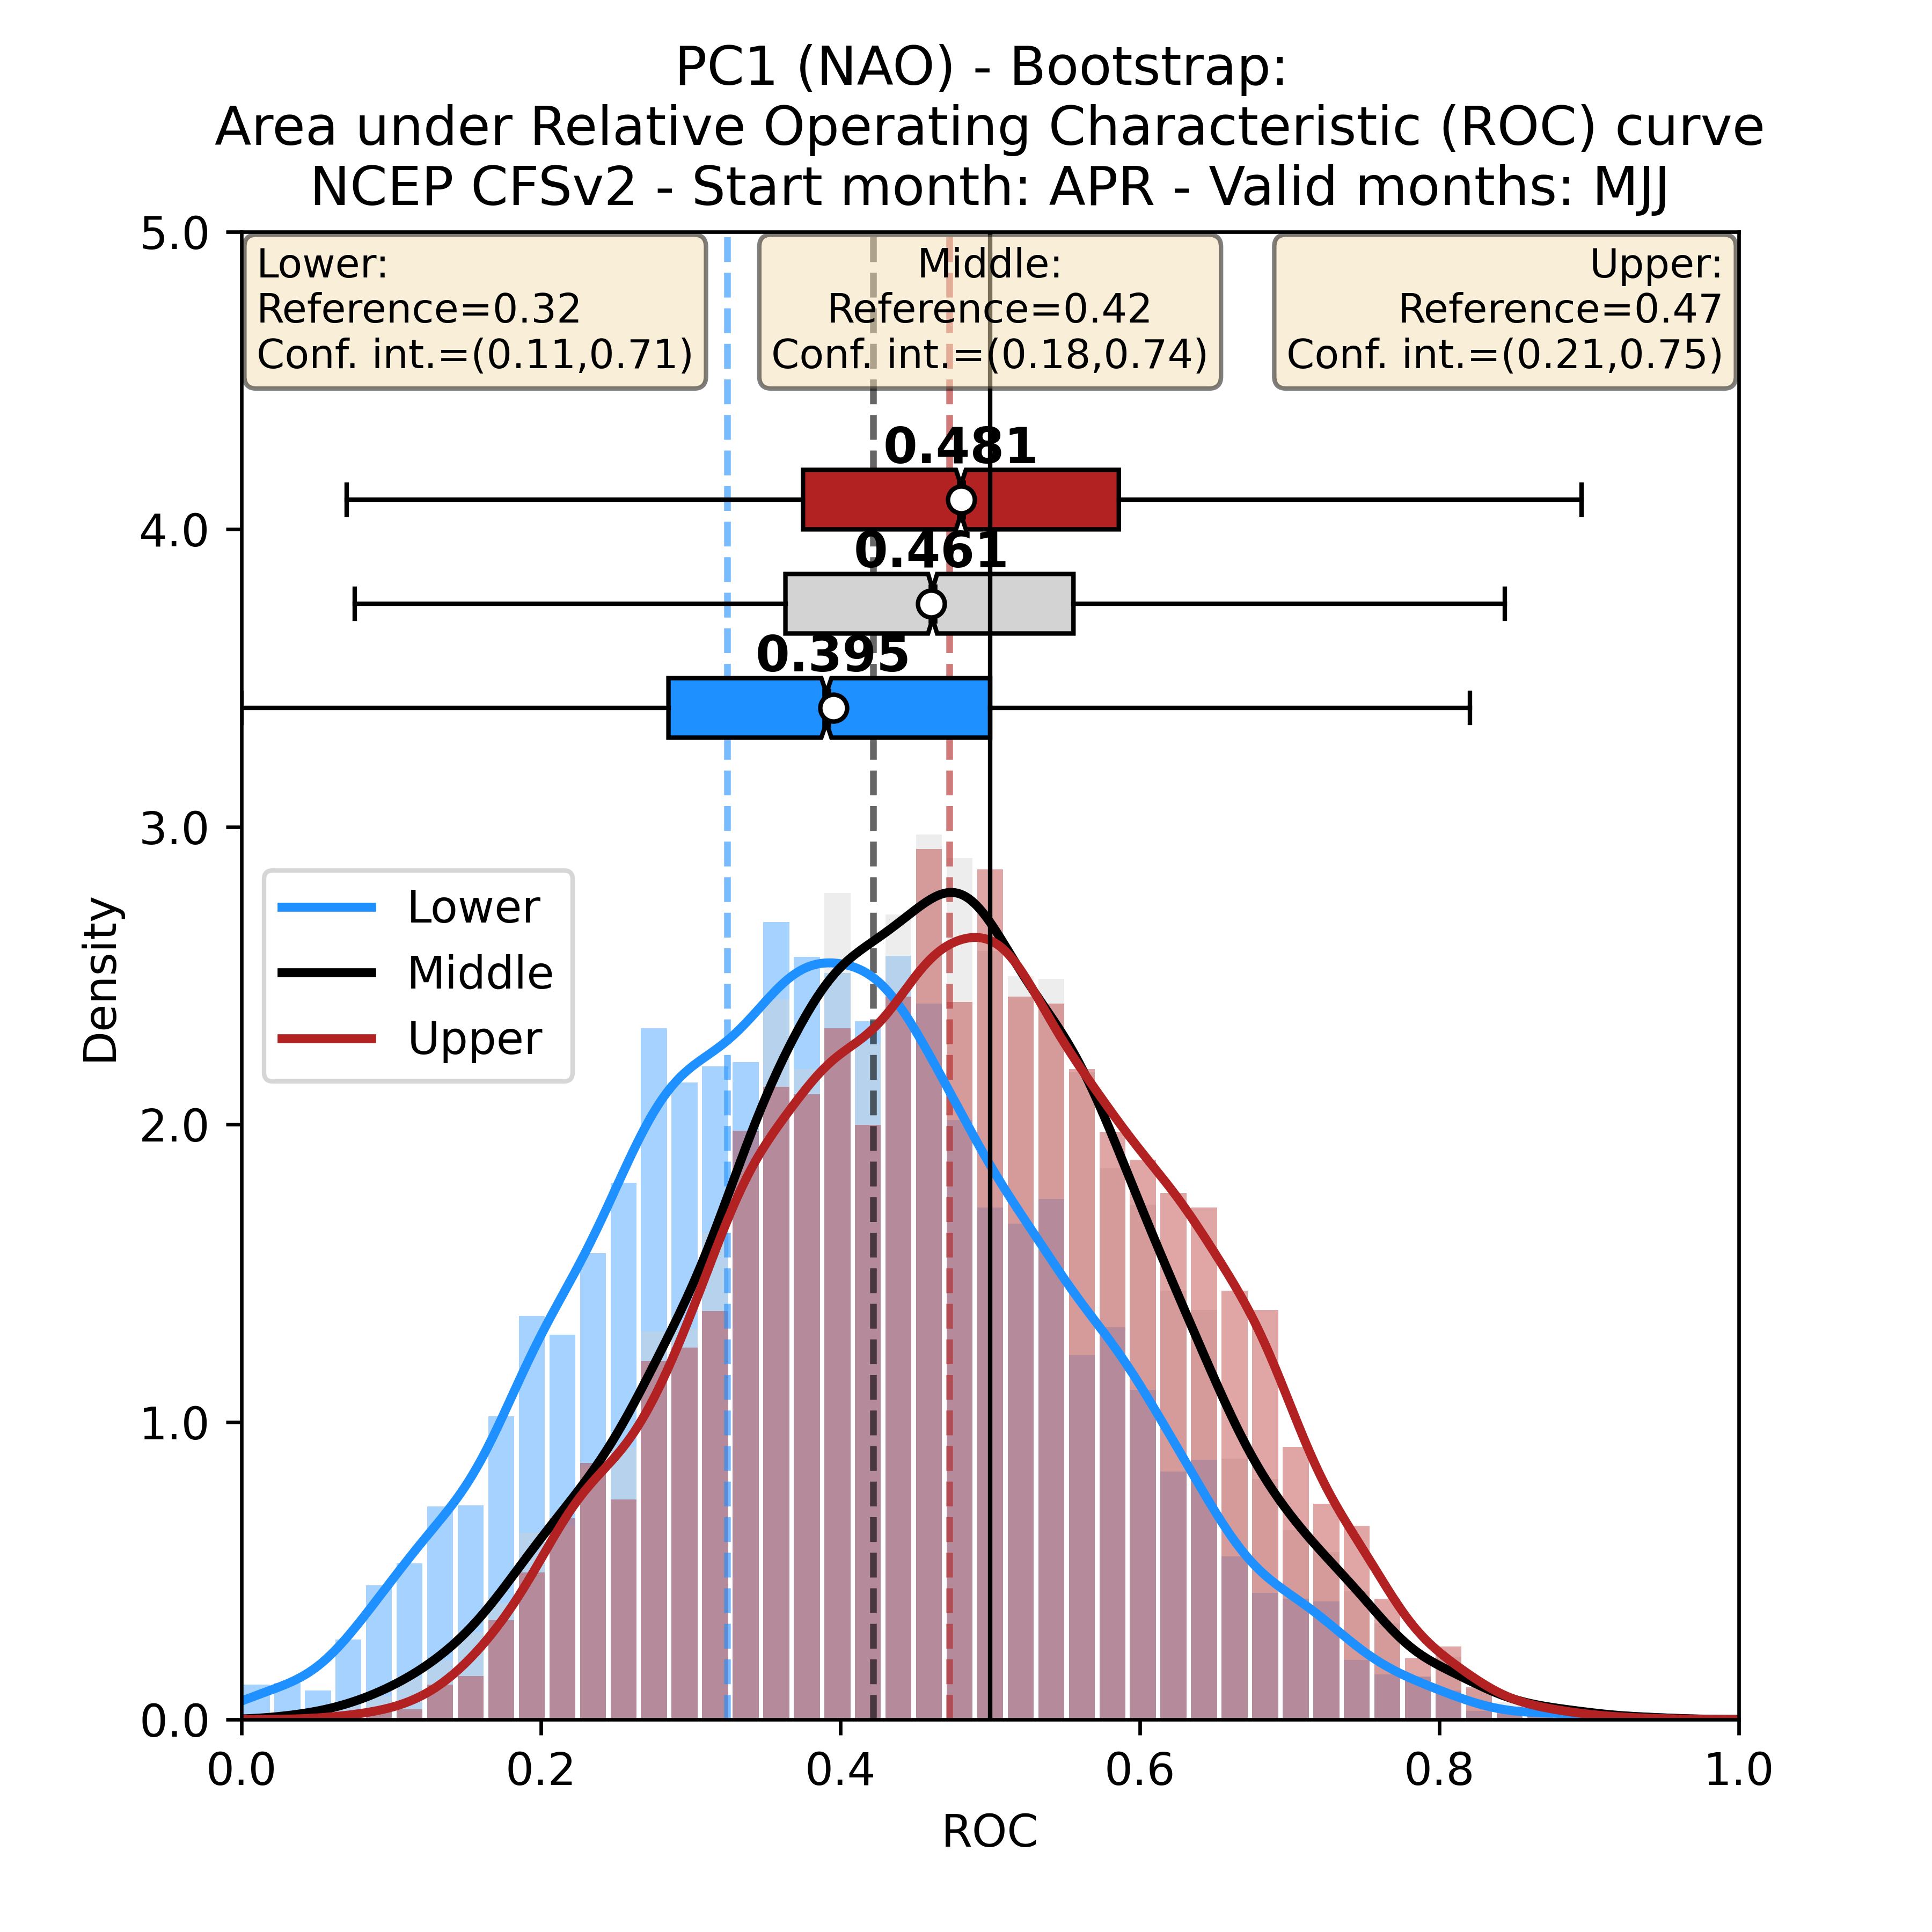 PC1 (NAO) - Bootstrap:
Area under Relative Operating Characteristic (ROC) curve
NCEP CFSv2 - Start month: APR - Valid months: MJJ
Lower:
Reference=0.32
Conf. int.=(0.11,0.71)
Middle:
Reference=0.42
Conf. int.=(0.18,0.74)
Upper:
Reference=0.47
Conf. int.=(0.21,0.75)
0.481
0.461
0.395
Lower
Middle
Upper
Density
5.0
4.0
3.0
2.0
1.0
0.0
0.0
0.2
0.4
0.6
0.8
1.0
ROC